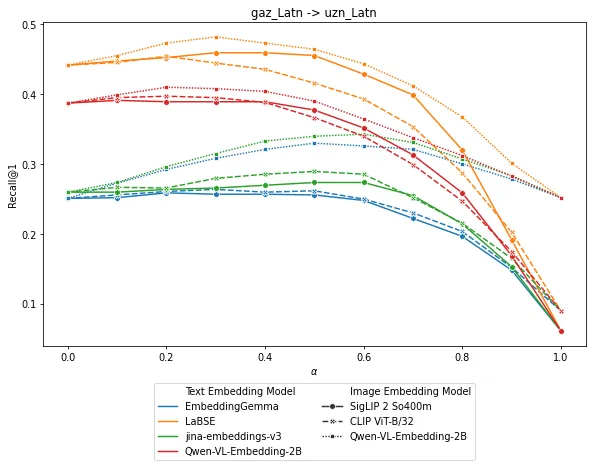 gaz_Latn -> uzn_Latn
0.5
0.4
0.3
0.2
0.1
Recall@1
0.0 0.2 0.4 0.6 0.8 1.0
α
Text Embedding Model
EmbeddingGemma
LaBSE
jina-embeddings-v3
Qwen-VL-Embedding-2B
Image Embedding Model
SigLIP 2 So400m
CLIP ViT-B/32
Qwen-VL-Embedding-2B